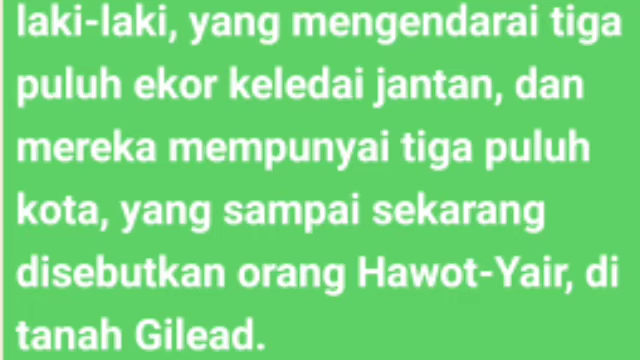 laki-laki, yang mengendarai tiga
puluh ekor keledai jantan, dan
mereka mempunyai tiga puluh
kota, yang sampai sekarang
disebutkan orang Hawot-Yair, di
tanah Gilead.